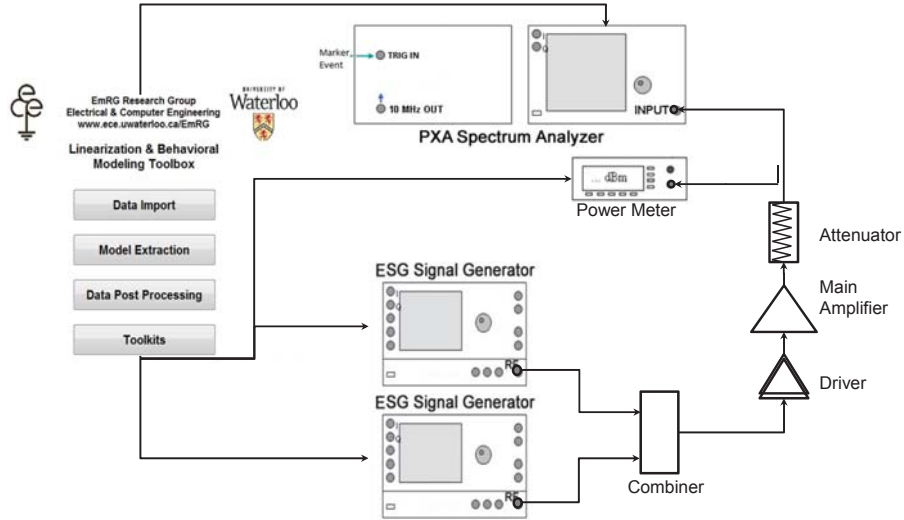 EmRG Research Group
Electrical & Computer Engineering
www.ece.uwaterloo.ca/EmRG
UNIVERSITY OF
Waterloo
Linearization & Behavioral
Modeling Toolbox
Data Import
Model Extraction
Data Post Processing
Toolkits
Marker
Event
TRIG IN
10 MHz OUT
I
Q
INPUT
PXA Spectrum Analyzer
dBm
Power Meter
ESG Signal Generator
I
Q
RF
ESG Signal Generator
I
Q
RF
Combiner
Attenuator
Main
Amplifier
Driver